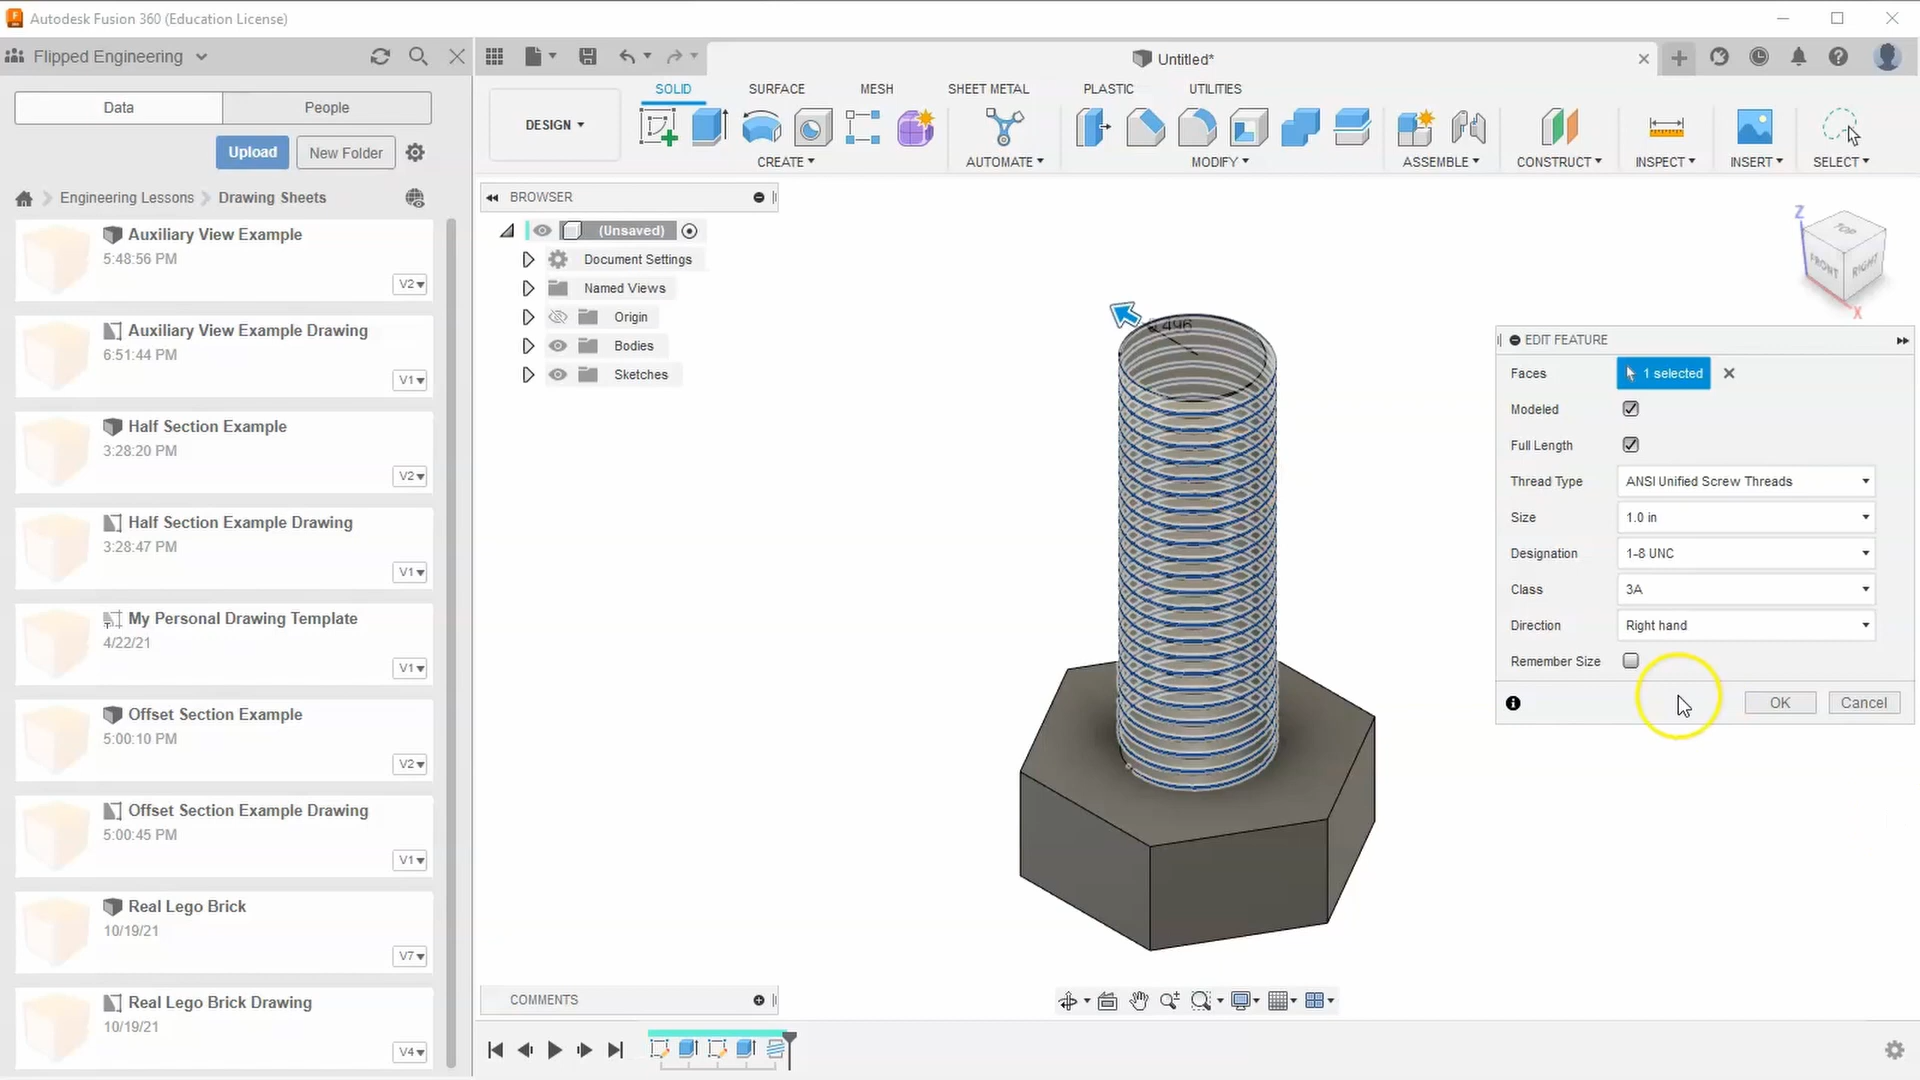 Autodesk Fusion 360 (Education License)
Flipped Engineering
Untitled*
Data
People
Upload
New Folder
Engineering Lessons
Drawing Sheets
Auxiliary View Example
5:48:56 PM
V2
Auxiliary View Example Drawing
6:51:44 PM
V1
Half Section Example
3:28:20 PM
V2
Half Section Example Drawing
3:28:47 PM
V1
My Personal Drawing Template
4/22/21
V1
Offset Section Example
5:00:10 PM
V2
Offset Section Example Drawing
5:00:45 PM
V1
Real Lego Brick
10/19/21
V7
Real Lego Brick Drawing
10/19/21
V4
SOLID
SURFACE
MESH
SHEET METAL
PLASTIC
UTILITIES
DESIGN
CREATE
AUTOMATE
MODIFY
ASSEMBLE
CONSTRUCT
INSPECT
INSERT
SELECT
BROWSER
(Unsaved)
Document Settings
Named Views
Origin
Bodies
Sketches
Z
TOP
FRONT
RIGHT
X
EDIT FEATURE
Faces
1 selected
Modeled
Full Length
Thread Type
ANSI Unified Screw Threads
Size
1.0 in
Designation
1-8 UNC
Class
3A
Direction
Right hand
Remember Size
OK
Cancel
COMMENTS